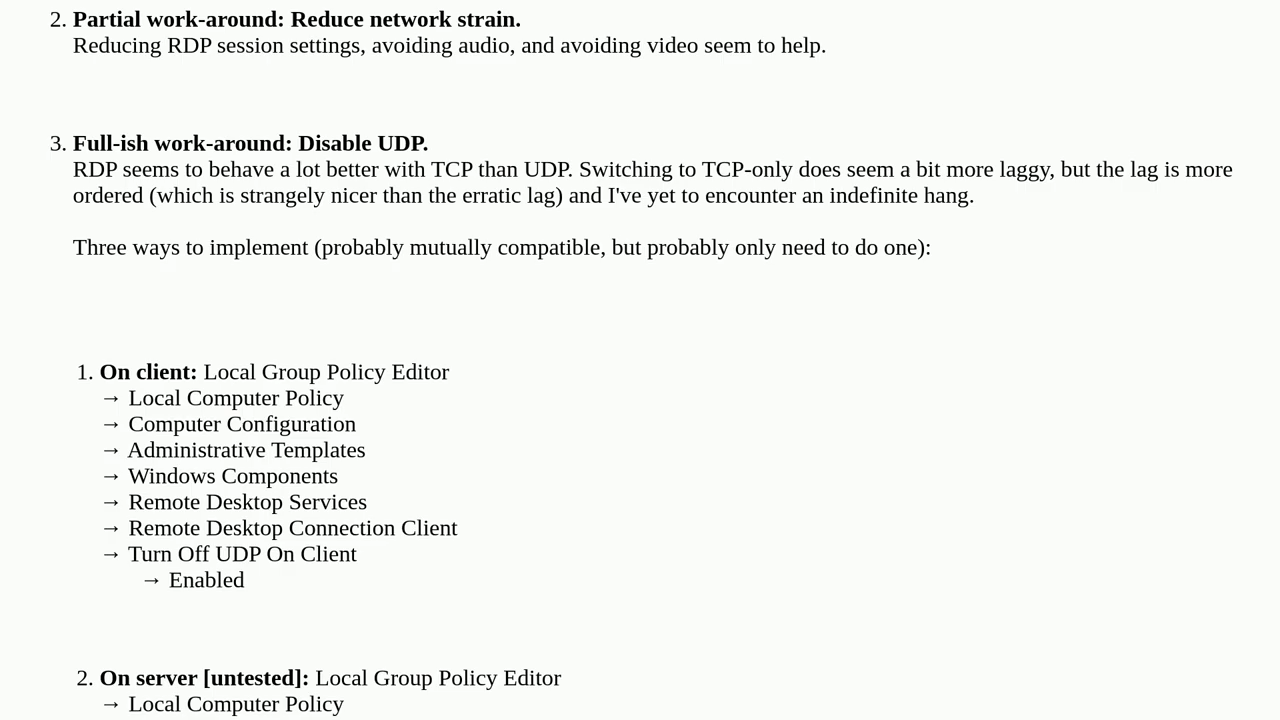 2. Partial work-around: Reduce network strain.
Reducing RDP session settings, avoiding audio, and avoiding video seem to help.
3. Full-ish work-around: Disable UDP.
RDP seems to behave a lot better with TCP than UDP. Switching to TCP-only does seem a bit more laggy, but the lag is more
ordered (which is strangely nicer than the erratic lag) and I've yet to encounter an indefinite hang.
Three ways to implement (probably mutually compatible, but probably only need to do one):
1. On client: Local Group Policy Editor
→ Local Computer Policy
→ Computer Configuration
→ Administrative Templates
→ Windows Components
→ Remote Desktop Services
→ Remote Desktop Connection Client
→ Turn Off UDP On Client
→ Enabled
2. On server [untested]: Local Group Policy Editor
→ Local Computer Policy